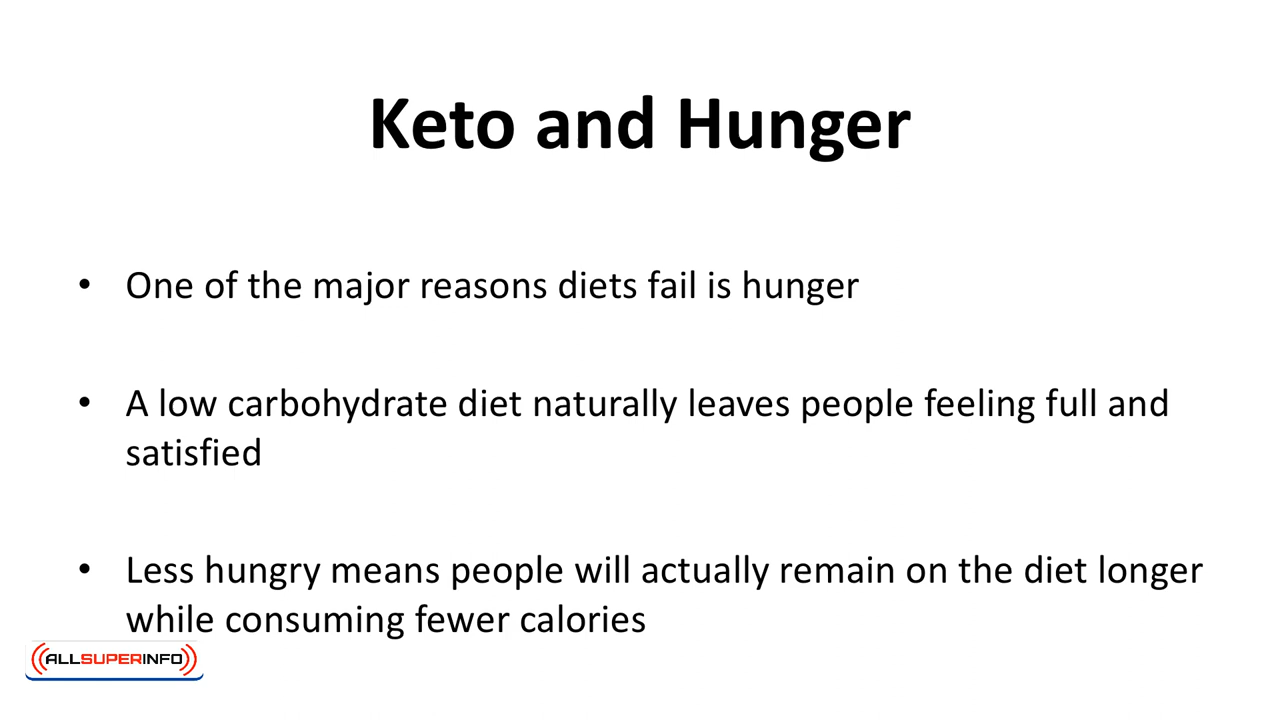 Keto and Hunger
• One of the major reasons diets fail is hunger
• A low carbohydrate diet naturally leaves people feeling full and
satisfied
• Less hungry means people will actually remain on the diet longer
while consuming fewer calories
ALLSUPERINFO